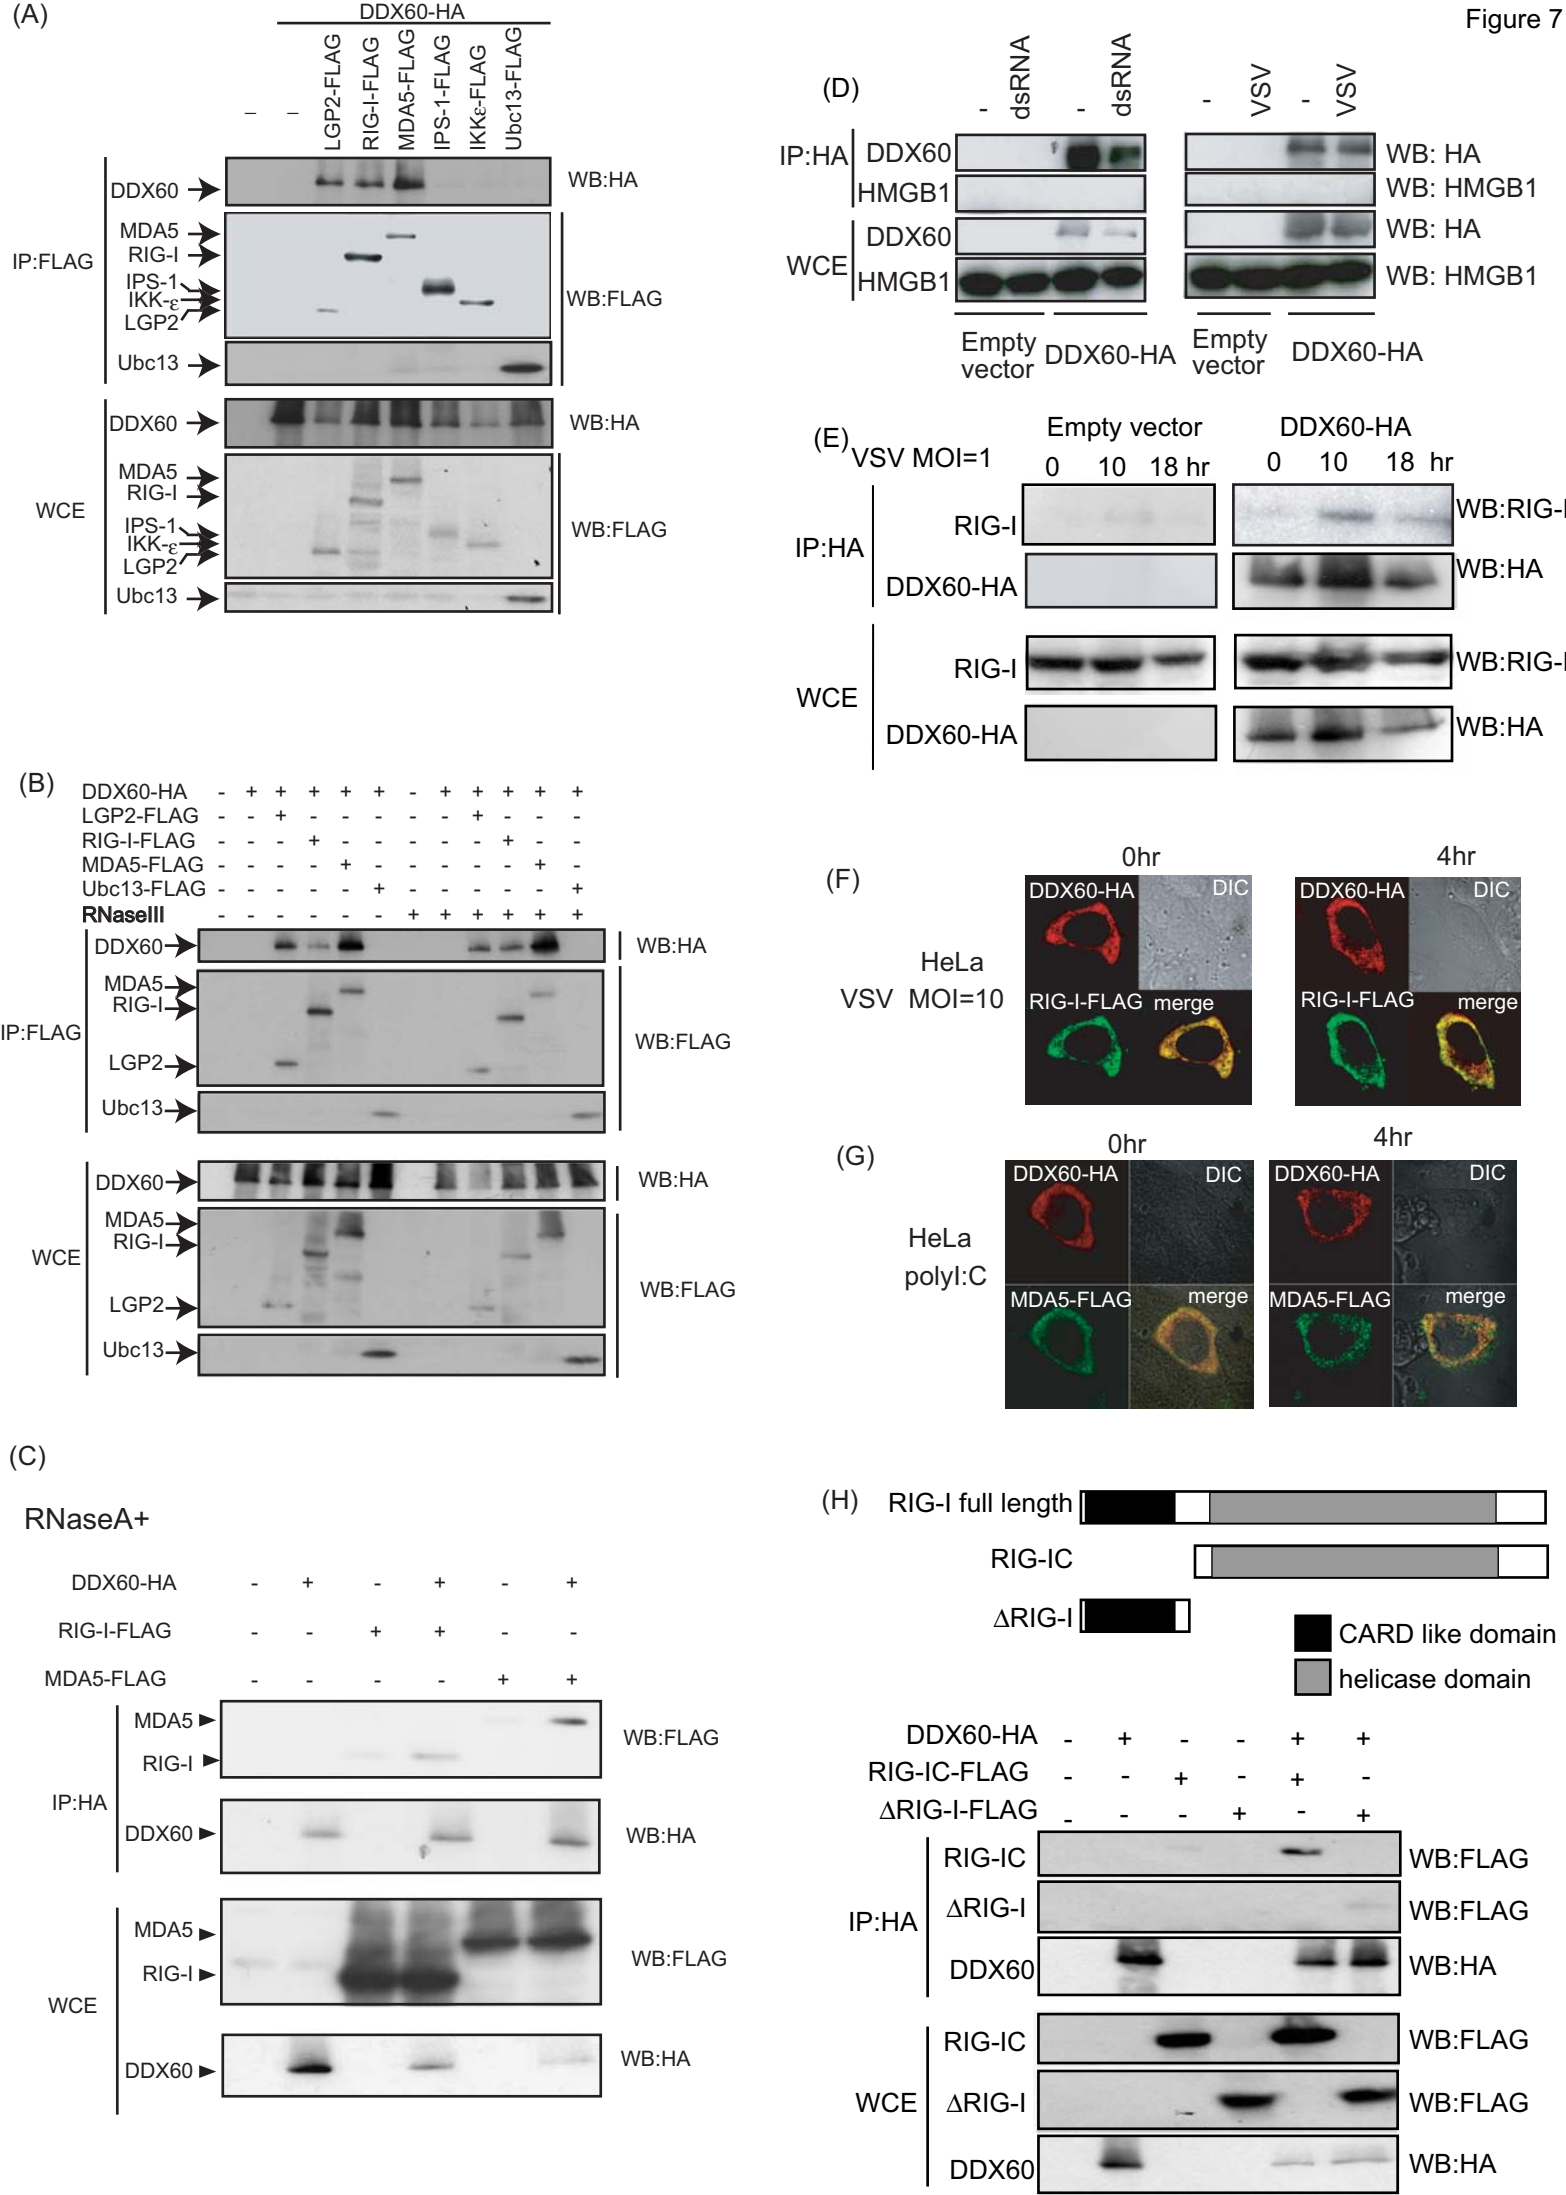 Figure 7
(A)
DDX60-HA
– – LGP2-FLAG RIG-I-FLAG MDA5-FLAG IPS-1-FLAG IKKε-FLAG Ubc13-FLAG
IP:FLAG
DDX60 WB:HA
MDA5
RIG-I
IPS-1
IKK-ε
LGP2
WB:FLAG
Ubc13
WCE
DDX60 WB:HA
MDA5
RIG-I
IPS-1
IKK-ε
LGP2
WB:FLAG
Ubc13
(B)
DDX60-HA - + + + + + - + + + + +
LGP2-FLAG - - + - - - - - + - - -
RIG-I-FLAG - - - + - - - - - + - -
MDA5-FLAG - - - - + - - - - - + -
Ubc13-FLAG - - - - - + - - - - - +
RNaseIII - - - - - - + + + + + +
IP:FLAG
DDX60 WB:HA
MDA5
RIG-I
LGP2
WB:FLAG
Ubc13
WCE
DDX60 WB:HA
MDA5
RIG-I
LGP2
WB:FLAG
Ubc13
(C)
RNaseA+
DDX60-HA - + - + - +
RIG-I-FLAG - - + + - -
MDA5-FLAG - - - - + +
IP:HA
MDA5
RIG-I
WB:FLAG
DDX60 WB:HA
WCE
MDA5
RIG-I
WB:FLAG
DDX60 WB:HA
(D)
- dsRNA - dsRNA - VSV - VSV
IP:HA
DDX60 WB: HA
HMGB1 WB: HMGB1
WCE
DDX60 WB: HA
HMGB1 WB: HMGB1
Empty vector DDX60-HA Empty vector DDX60-HA
(E)
Empty vector DDX60-HA
VSV MOI=1 0 10 18 hr 0 10 18 hr
IP:HA
RIG-I WB:RIG-I
DDX60-HA WB:HA
WCE
RIG-I WB:RIG-I
DDX60-HA WB:HA
(F)
0hr 4hr
HeLa
VSV MOI=10
DDX60-HA DIC DDX60-HA DIC
RIG-I-FLAG merge RIG-I-FLAG merge
(G)
0hr 4hr
HeLa
polyI:C
DDX60-HA DIC DDX60-HA DIC
MDA5-FLAG merge MDA5-FLAG merge
(H)
RIG-I full length
RIG-IC
ΔRIG-I
CARD like domain
helicase domain
DDX60-HA - + - - + +
RIG-IC-FLAG - - + - + -
ΔRIG-I-FLAG - - - + - +
IP:HA
RIG-IC WB:FLAG
ΔRIG-I WB:FLAG
DDX60 WB:HA
WCE
RIG-IC WB:FLAG
ΔRIG-I WB:FLAG
DDX60 WB:HA